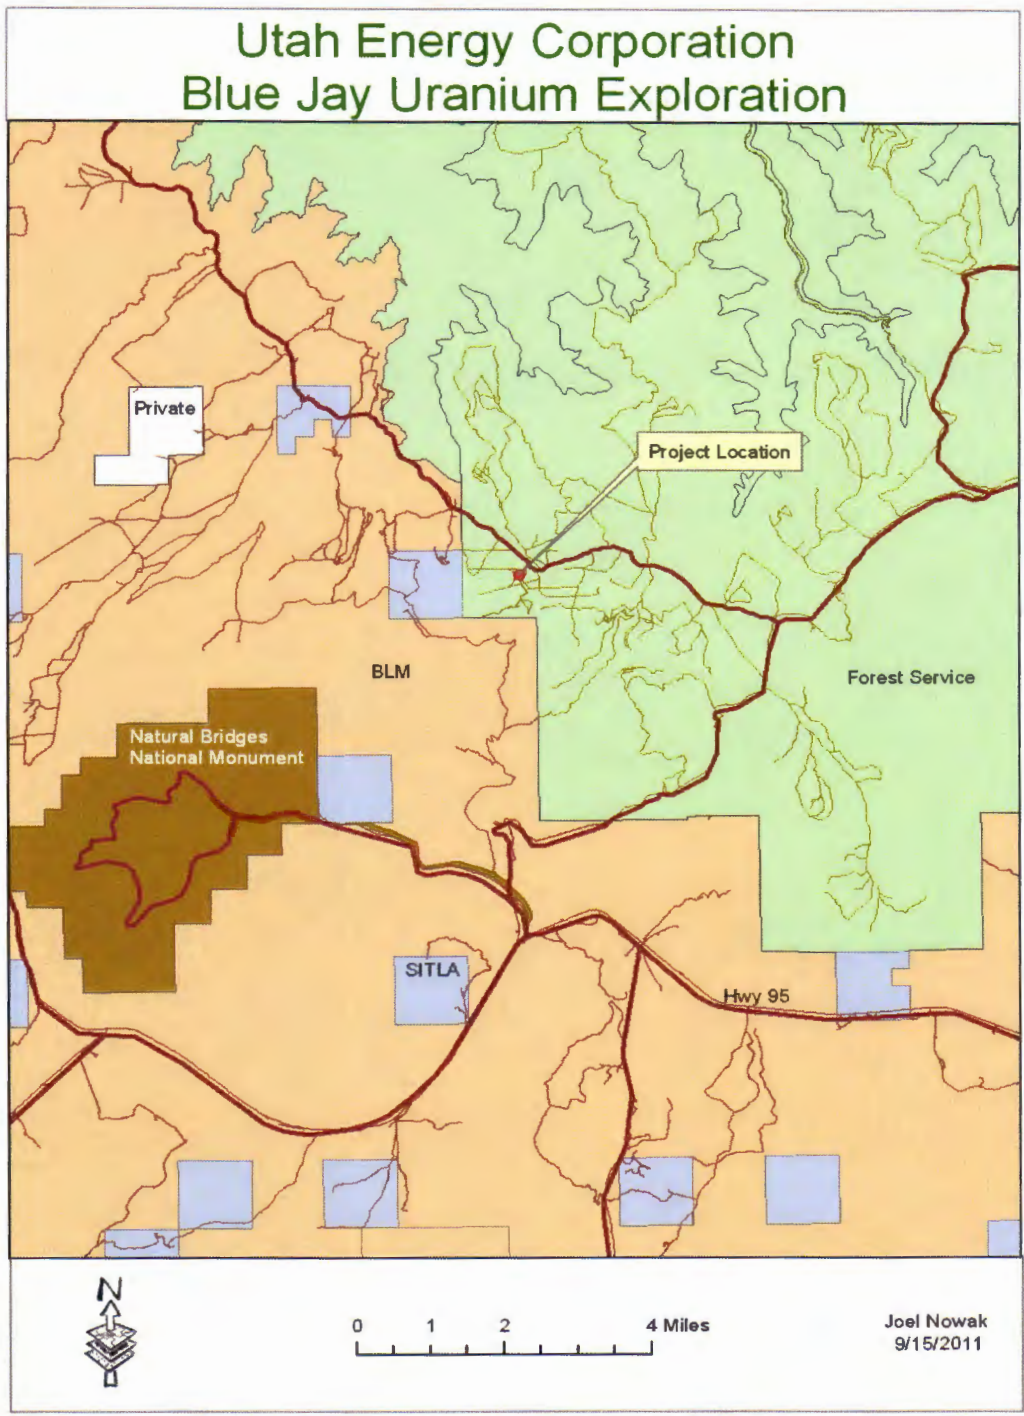 Utah Energy Corporation
Blue Jay Uranium Exploration
Private
Project Location
BLM
Forest Service
Natural Bridges
National Monument
SITLA
Hwy 95
N
0 1 2 4 Miles
Joel Nowak
9/15/2011